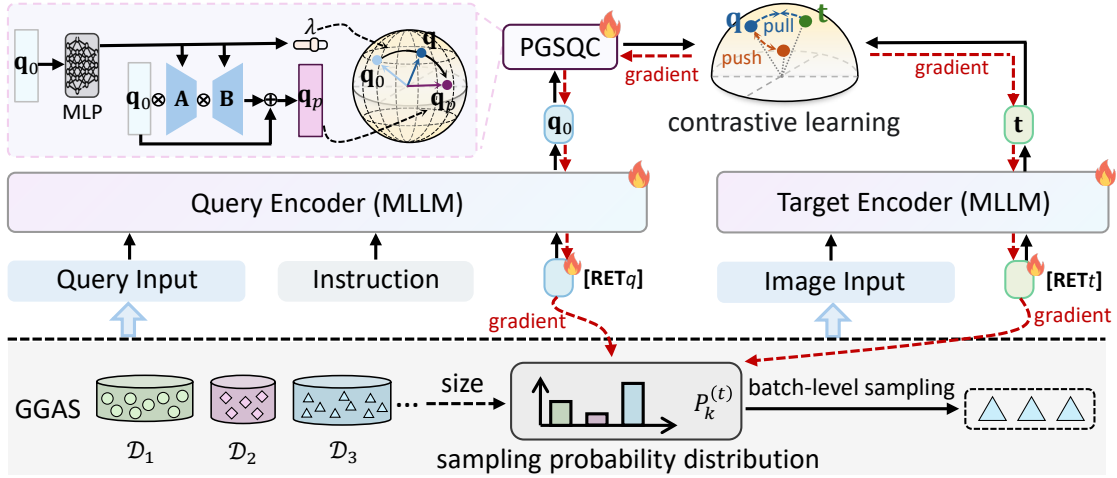 q₀
MLP
q₀ ⊗ A ⊗ B ⊕ qₚ
λ
q
q₀
qₚ
PGSQC
gradient
q
t
pull
push
contrastive learning
gradient
q₀
t
Query Encoder (MLLM)
Target Encoder (MLLM)
Query Input
Instruction
[RETq]
Image Input
[RETt]
gradient
gradient
GGAS
𝒟₁
𝒟₂
𝒟₃
...
size
Pₖ⁽ᵗ⁾
batch-level sampling
sampling probability distribution